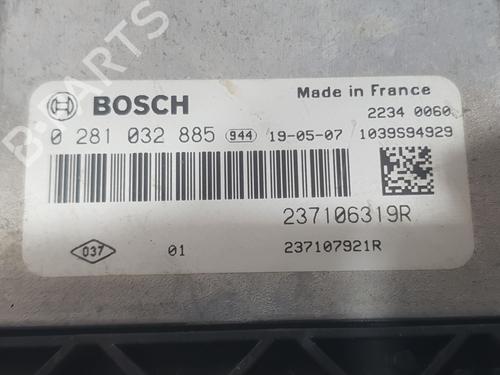 BOSCH
Made in France
2234 0060
0 281 032 885 944 19-05-07 1039S94929
237106319R
037 01 237107921R
B-PARTS